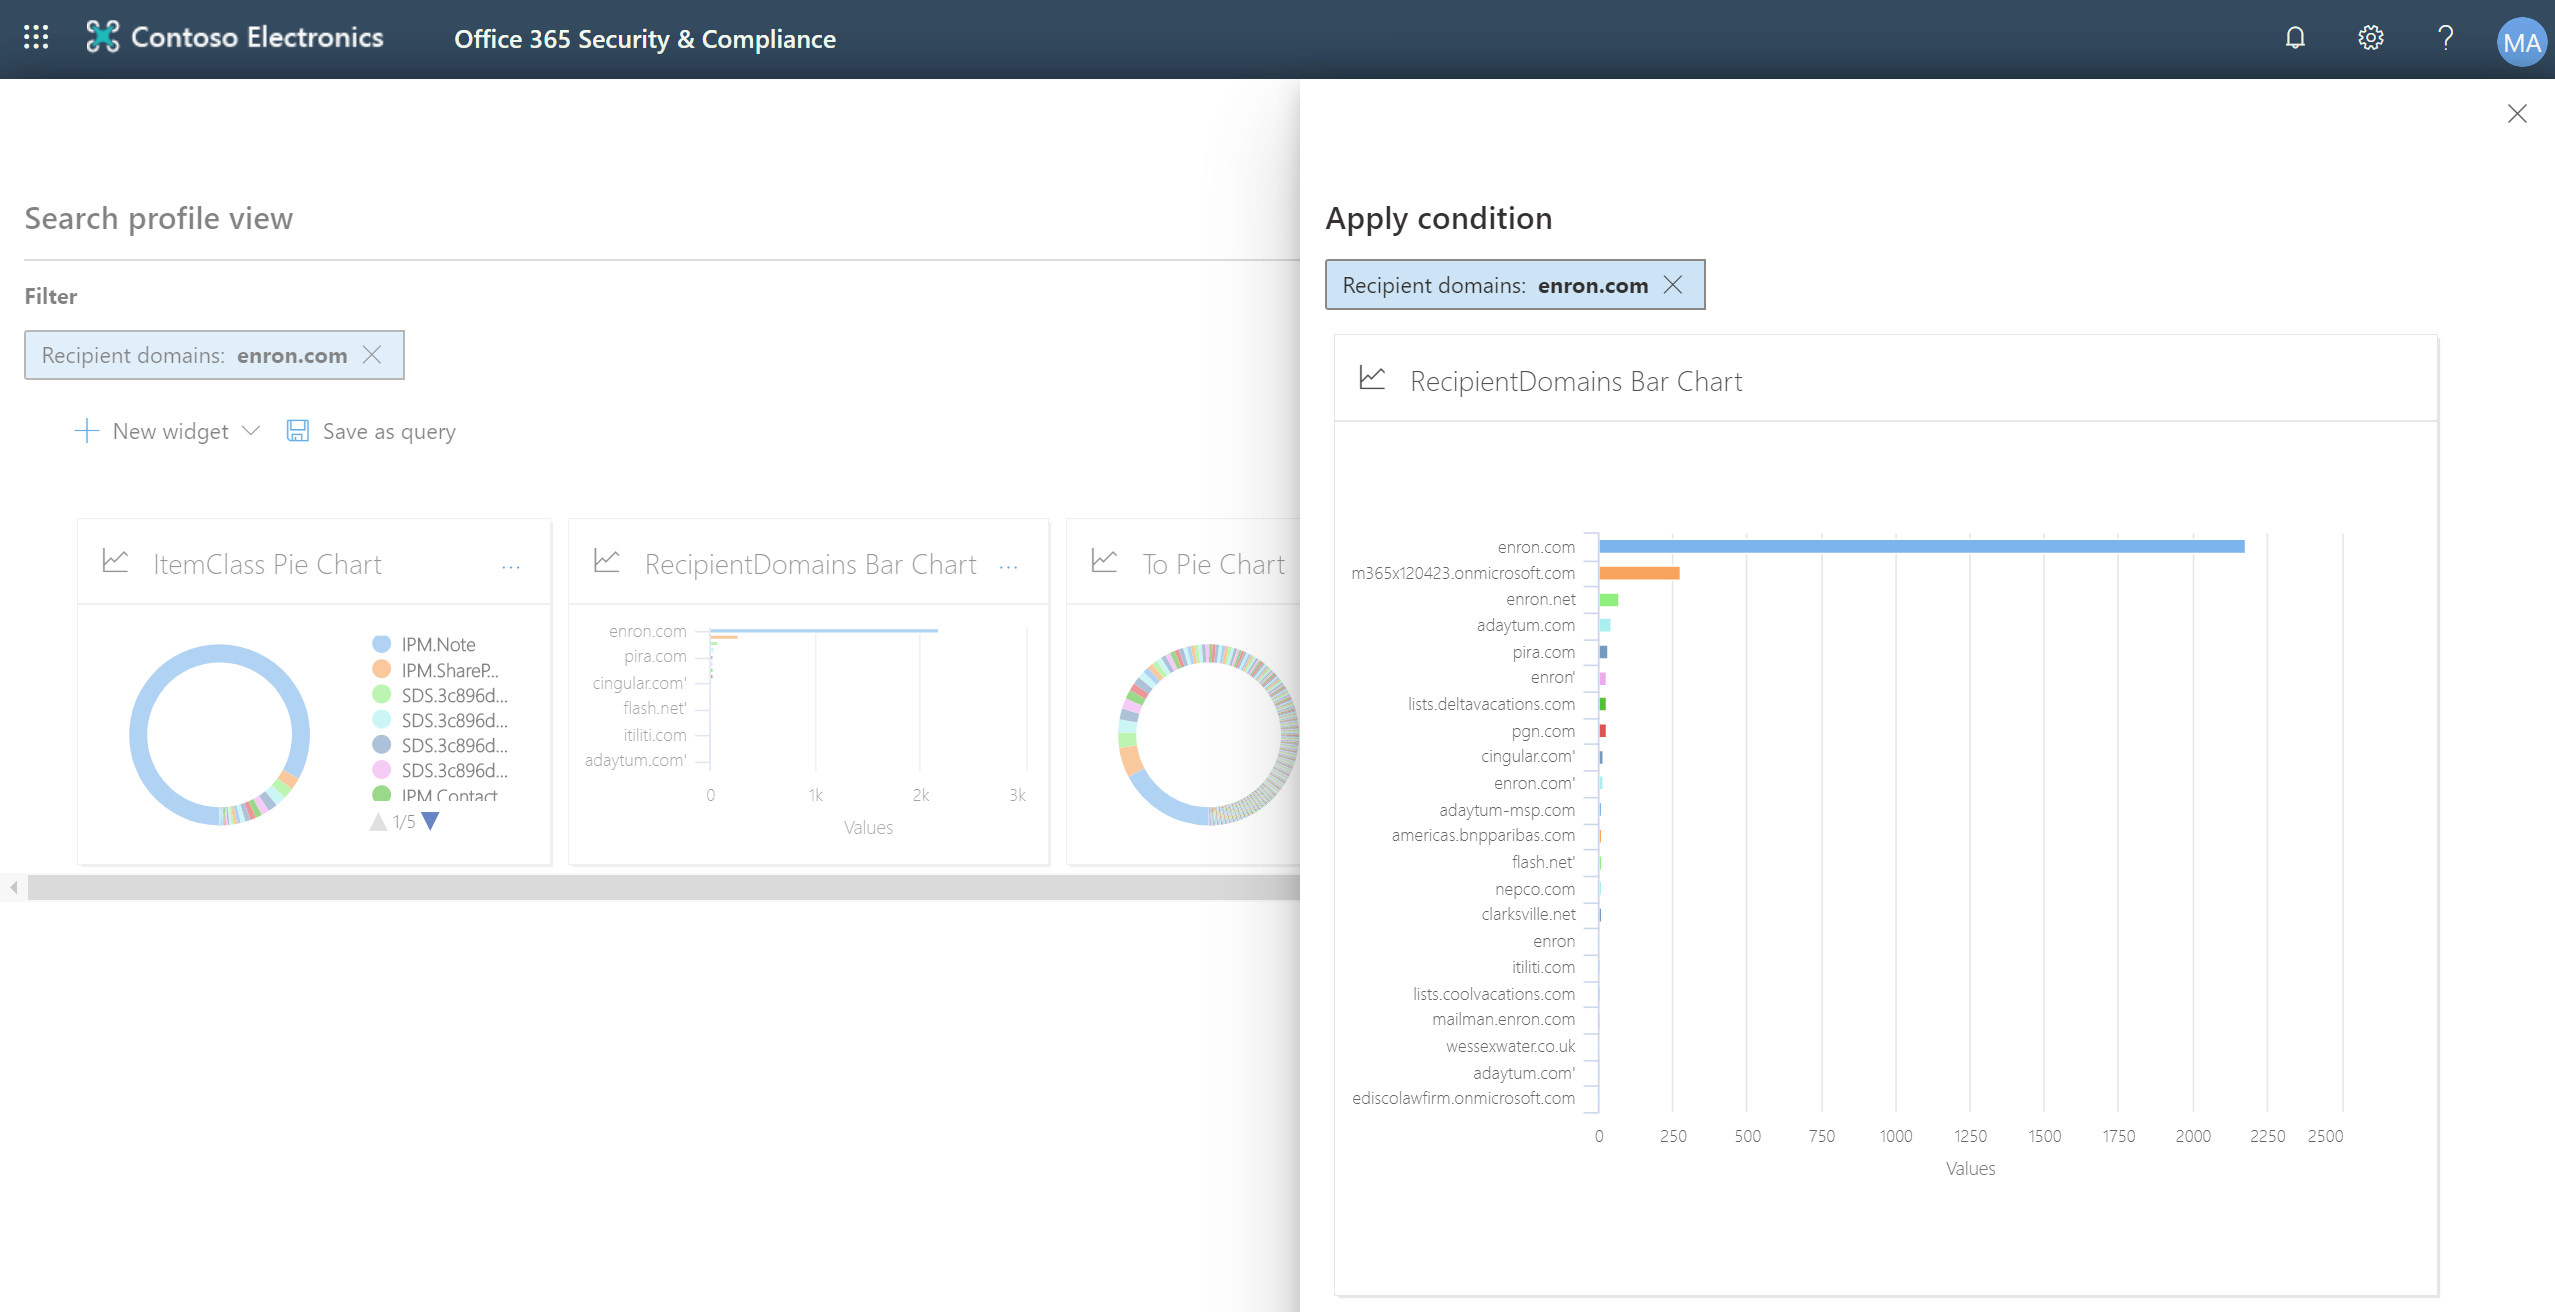 Contoso Electronics
Office 365 Security & Compliance
?
MA
Search profile view
Filter
Recipient domains: enron.com
New widget
Save as query
ItemClass Pie Chart ...
IPM.Note
IPM.ShareP...
SDS.3c896d...
SDS.3c896d...
SDS.3c896d...
SDS.3c896d...
IPM.Contact
1/5
RecipientDomains Bar Chart ...
enron.com
pira.com
cingular.com'
flash.net'
itiliti.com
adaytum.com'
0 1k 2k 3k
Values
To Pie Chart
Apply condition
Recipient domains: enron.com
RecipientDomains Bar Chart
enron.com
m365x120423.onmicrosoft.com
enron.net
adaytum.com
pira.com
enron'
lists.deltavacations.com
pgn.com
cingular.com'
enron.com'
adaytum-msp.com
americas.bnpparibas.com
flash.net'
nepco.com
clarksville.net
enron
itiliti.com
lists.coolvacations.com
mailman.enron.com
wessexwater.co.uk
adaytum.com'
ediscolawfirm.onmicrosoft.com
0 250 500 750 1000 1250 1500 1750 2000 2250 2500
Values